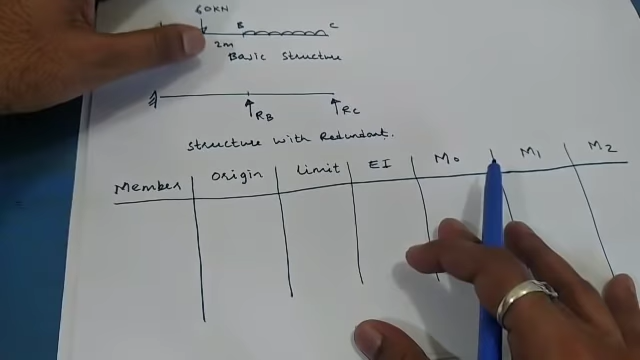 60KN
B C
2m
Basic Structure
RB RC
Structure with Redundant.
Member Origin Limit EI M0 M1 M2